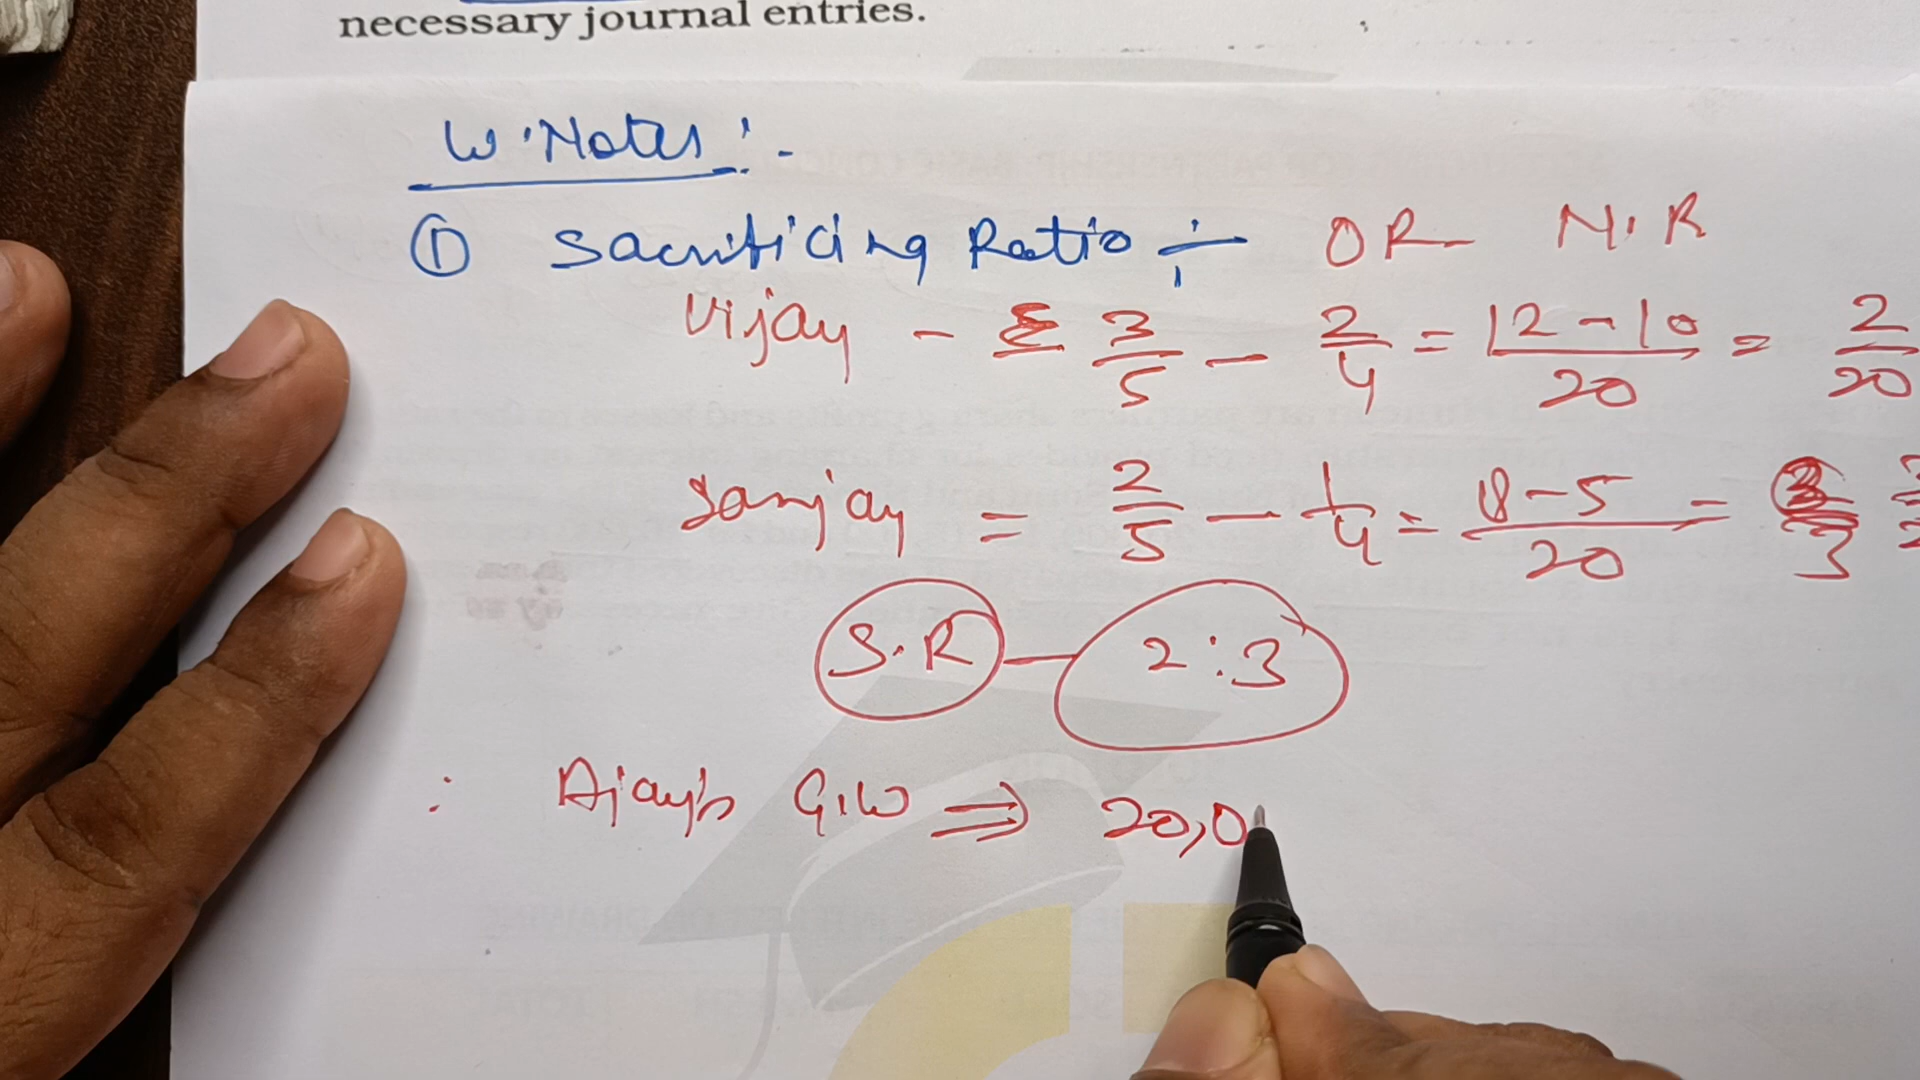 necessary journal entries.
W.Notes :-
① Sacrificing Ratio ÷ OR - N.R
Vijay - 3/5 - 2/4 = 12-10/20 = 2/20
Sanjay = 2/5 - 1/4 = 8-5/20 =
S.R - 2:3
: Ajay's G.W ⇒ 20,0